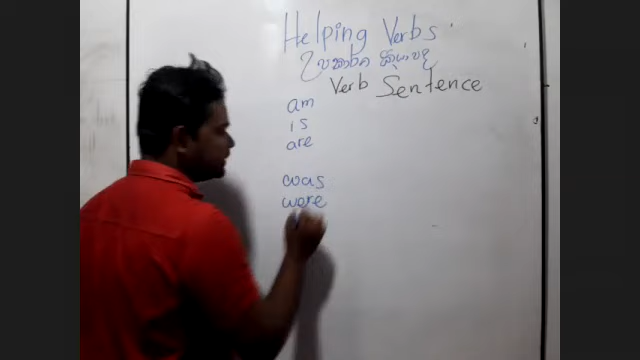 Helping Verbs
උපකාරක ක්‍රියා පද
Verb Sentence
am
is
are
was
were